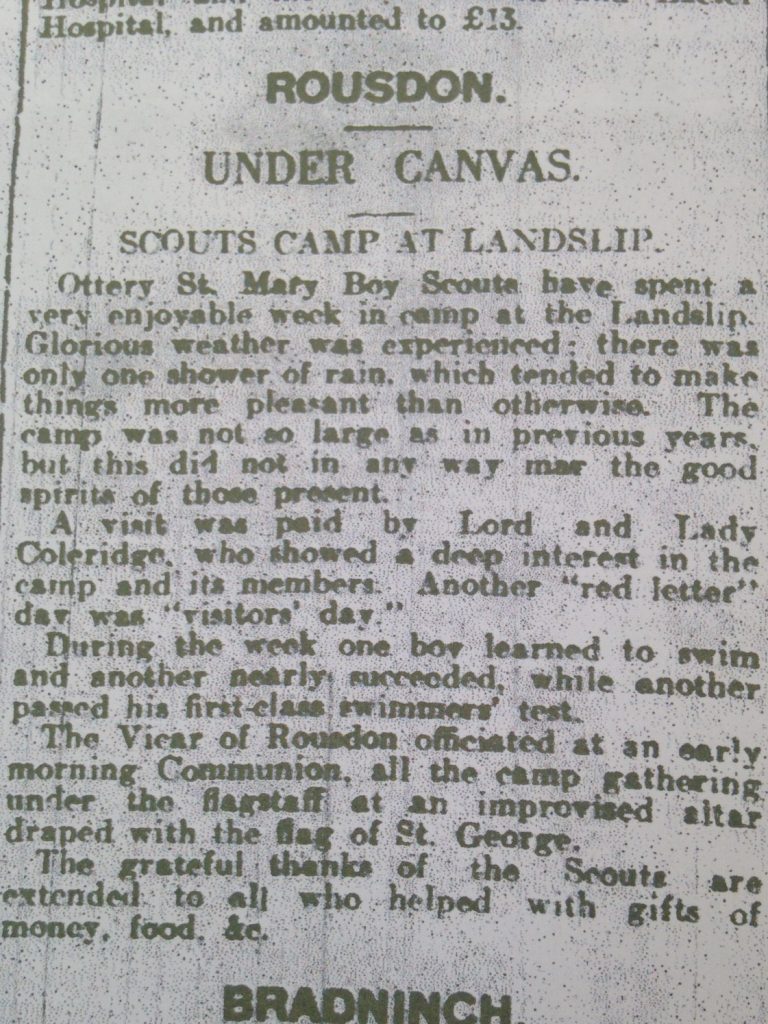 Hospital, and amounted to £13.
ROUSDON.
UNDER CANVAS.
SCOUTS CAMP AT LANDSLIP.
Ottery St. Mary Boy Scouts have spent a
very enjoyable week in camp at the Landslip.
Glorious weather was experienced; there was
only one shower of rain, which tended to make
things more pleasant than otherwise. The
camp was not so large as in previous years,
but this did not in any way mar the good
spirits of those present.
A visit was paid by Lord and Lady
Coleridge, who showed a deep interest in the
camp and its members. Another "red letter"
day was "visitors' day."
During the week one boy learned to swim
and another nearly succeeded, while another
passed his first-class swimmers' test.
The Vicar of Rousdon officiated at an early
morning Communion, all the camp gathering
under the flagstaff at an improvised altar
draped with the flag of St. George.
The grateful thanks of the Scouts are
extended to all who helped with gifts of
money, food, &c.
BRADNINCH.